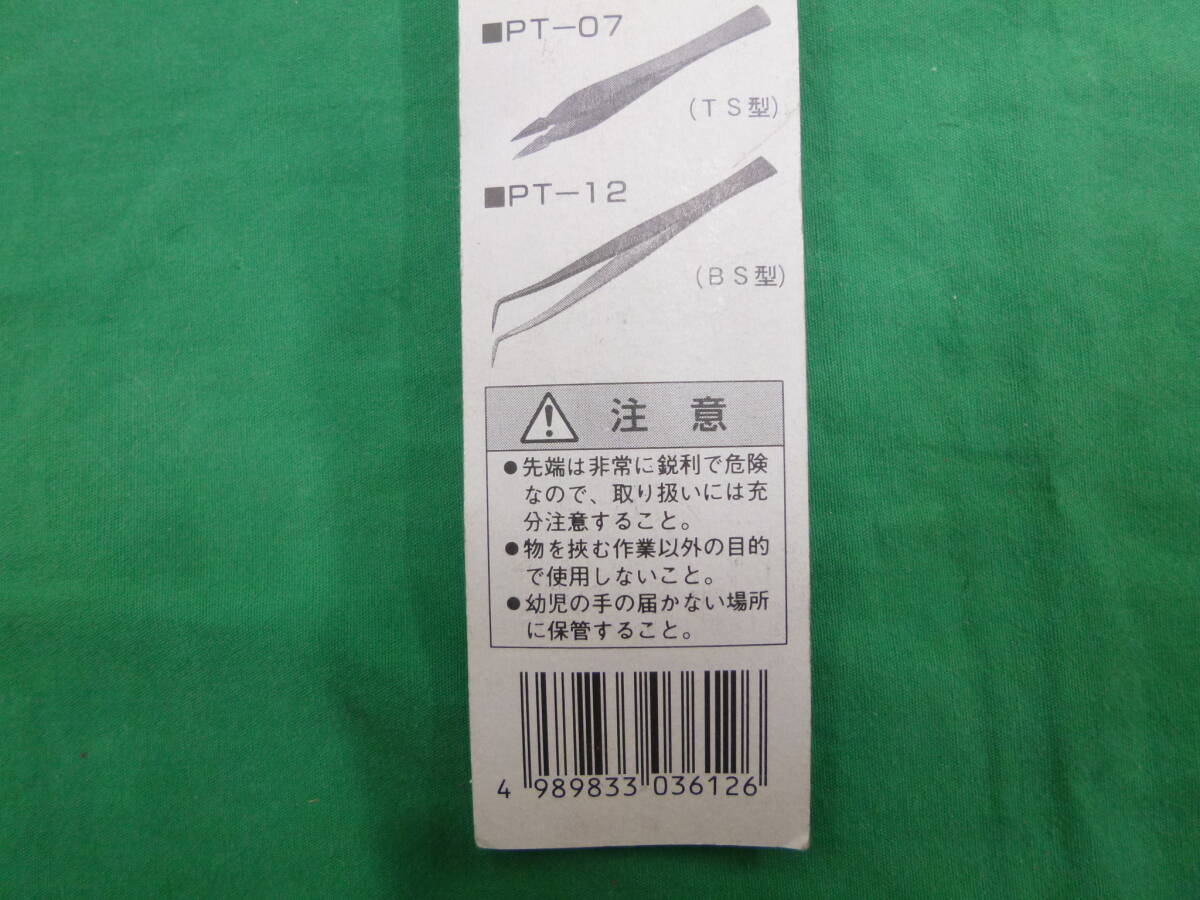 ■PT−07
(TS型)
■PT−12
(BS型)
注意
●先端は非常に鋭利で危険
なので、取り扱いには充
分注意すること。
●物を挟む作業以外の目的
で使用しないこと。
●幼児の手の届かない場所
に保管すること。
4 989833 036126